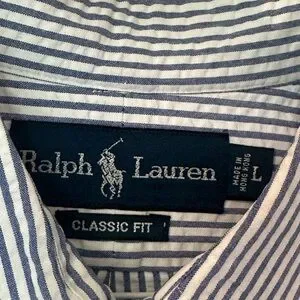 Ralph Lauren
MADE IN
HONG KONG
L
CLASSIC FIT